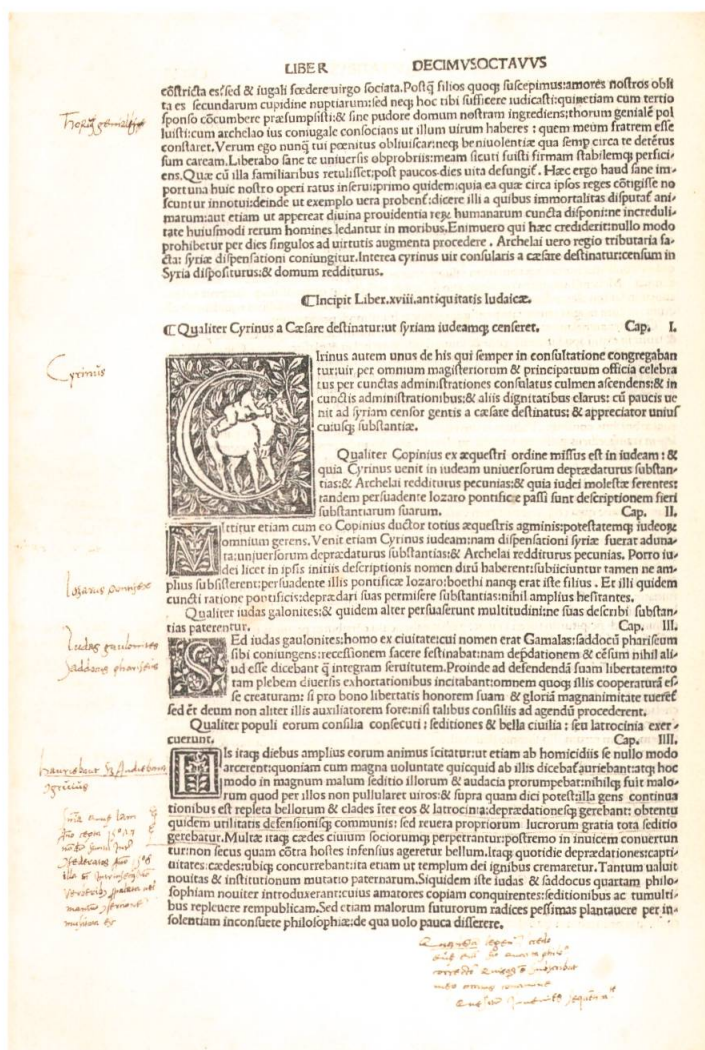 LIBER DECIMVSOCTAVVS
cōstricta es?sed & iugali fœdere uirgo sociata.Postq̄ filios quoq; suscepimus:amores nostros obli
ta es secundarum cupidine nuptiarum:sed neq; hoc tibi sufficere iudicasti:quinetiam cum tertio
sponso cōcumbere præsumpsisti:& sine pudore domum nostram ingrediens;thorum genialē pol
luisti:cum archelao ius coniugale consocians ut illum uirum haberes : quem meum fratrem esse
constaret. Verum ego nunq̄ tui pœnitus obliuiscar:neq; beniuolentiæ qua semp circa te detētus
sum caream.Liberabo sane te uniuersis obprobriis:meam sicuti fuisti firmam stabilemq; perfici-
ens.Quæ cū illa familiaribus retulisset:post paucos dies uita defungit̄. Hæc ergo haud sane im-
portuna huic nostro operi ratus inserui:primo quidem:quia ea quæ circa ipsos reges cōtigisse no
scuntur innotui:deinde ut exemplo uera probent̄:dicere illi a quibus immortalitas disputat̄ ani-
marum:aut etiam ut appereat diuina prouidentia reꝝ humanarum cuncta disponi:ne increduli-
tate huiusmodi rerum homines ledantur in moribus.Enimuero qui hæc crediderit:nullo modo
prohibetur per dies singulos ad uirtutis augmenta procedere . Archelai uero regio tributaria fa-
cta: syriæ dispensationi coniungitur.Interea cyrinus uir consularis a cæsare destinatur:censum in
Syria dispositurus:& domum redditurus.
⁋Incipit Liber.xviii.antiquitatis Iudaicæ.
⁋ Qualiter Cyrinus a Cæsare destinatur:ut syriam iudeamq; censeret. Cap. I.
Cyrinus
CIrinus autem unus de his qui semper in consultatione congregaban
tur;uir per omnium magisteriorum & principatuum officia celebra
tus per cunctas administrationes consulatus culmen ascendens:& in
cunctis administrationibus:& aliis dignitatibus clarus: cū paucis ue
nit ad syriam censor gentis a cæsare destinatus: & appreciator unius
cuiusq; substantiæ.
Qualiter Copinius ex æquestri ordine missus est in iudeam : &
quia Cyrinus uenit in iudeam uniuersorum deprædaturus substan-
tias:& Archelai redditurus pecunias:& quia iudei molestæ ferentes:
tandem persuadente lozaro pontifice passi sunt descriptionem fieri
substantiarum suarum. Cap. II.
MIttitur etiam cum eo Copinius ductor totius æquestris agminis:potestatemq; iudeoꝝ
omnium gerens. Venit etiam Cyrinus iudeam:nam dispensationi syriæ fuerat aduna-
ta:uniuersorum deprædaturus substantias:& Archelai redditurus pecunias. Porro iu-
dei licet in ipsis initiis descriptionis nomen dirū haberent:subiiciuntur tamen ne am-
plius subsisterent:persuadente illis pontificæ lozaro:boethi nanq; erat iste filius . Et illi quidem
cuncti ratione pontificis:deprædari suas permisere substantias:nihil amplius hesitantes.
Qualiter iudas galonites:& quidem alter persuaserunt multitudini:ne suas describi substan-
tias paterentur. Cap. III.
Iudas gaulonites
SEd iudas gaulonites:homo ex ciuitate:cui nomen erat Gamalas:saddocū phariseum
sibi coniungens:recessionem facere festinabat:nam depdationem & cēsum nihil ali-
ud esse dicebant q̄ integram seruitutem.Proinde ad defendendā suam libertatem:to
tam plebem diuersis exhortationibus incitabant:omnem quoq; illis cooperaturā es-
se creaturam: si pro bono libertatis honorem suam & gloriā magnanimitate tueret̄
sed ēt deum non aliter illis auxiliatorem fore:nisi talibus consiliis ad agendū procederent.
Qualiter populi eorum consilia consecuti : seditiones & bella ciuilia : seu latrocinia exer-
cuerunt. Cap. IIII.
HIs itaq; diebus amplius eorum animus icitatur:ut etiam ab homicidiis se nullo modo
arcerent:quoniam cum magna uoluntate quicquid ab illis dicebat̄ auriebant:atq; hoc
modo in magnum malum seditio illorum & audacia prorumpebat:nihilq; fuit malo-
rum quod per illos non pullularet uiros:& supra quam dici potest:illa gens continua
tionibus est repleta bellorum & clades iter eos & latrocinia:deprædationesq; gerebant: obtentu
quidem utilitatis defensionisq; communis: sed reuera propriorum lucrorum gratia tota seditio
gerebatur.Multæ itaq; cædes ciuium sociorumq; perpetrantur:postremo in inuicem conuertun
tur:non secus quam cōtra hostes infensius ageretur bellum.Itaq; quotidie deprædationes:capti-
uitates:cædes:ubiq; concurrebant:ita etiam ut templum dei ignibus cremaretur.Tantum ualuit
nouitas & institutionum mutatio paternarum.Siquidem iste iudas & saddocus quartam philo-
sophiam nouiter introduxerant:cuius amatores copiam conquirentes:seditionibus ac tumulti-
bus repleuere rempublicam.Sed etiam malorum futurorum radices pessimas plantauere per in-
solentiam inconsuete philosophiæ:de qua uolo pauca disserere.